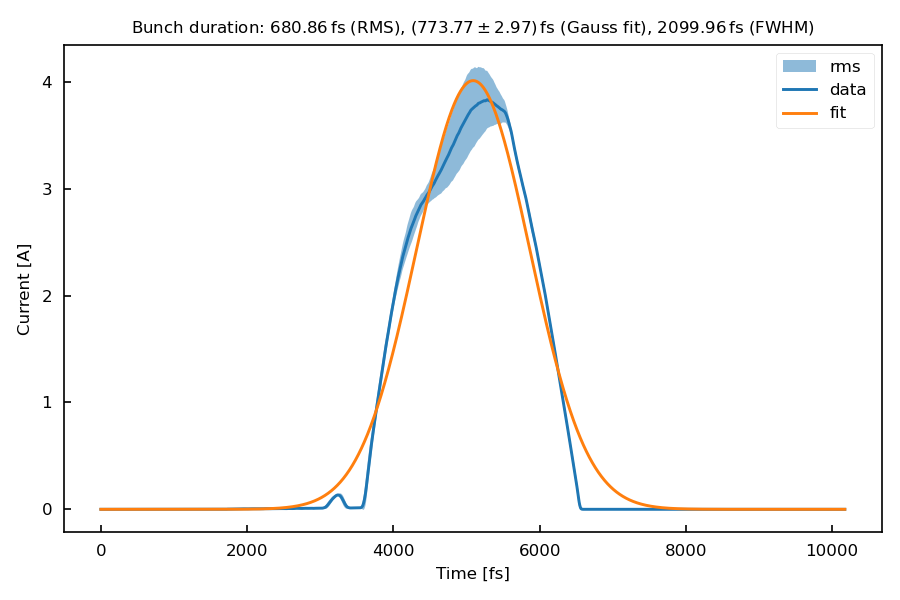 Bunch duration: 680.86 fs (RMS), (773.77 ± 2.97) fs (Gauss fit), 2099.96 fs (FWHM)
rms
data
fit
4
3
2
1
0
Current [A]
0 2000 4000 6000 8000 10000
Time [fs]